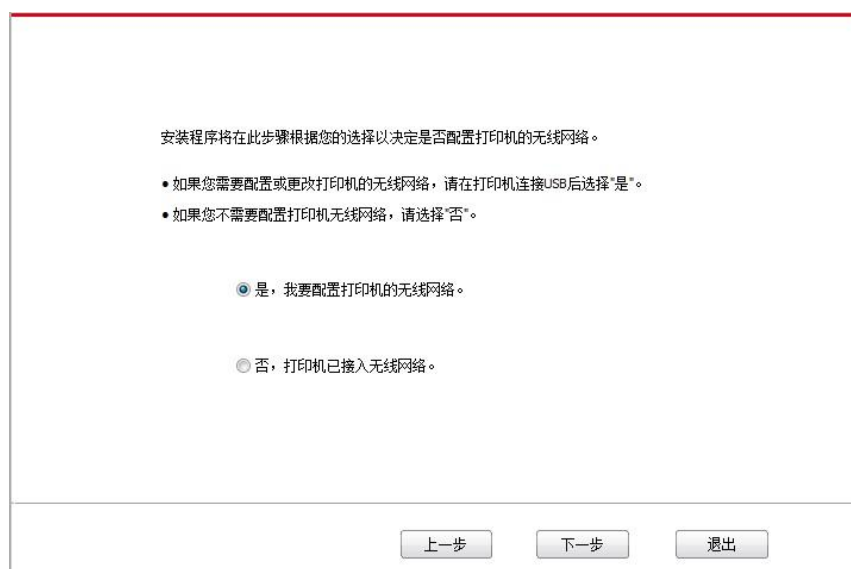 安装程序将在此步骤根据您的选择以决定是否配置打印机的无线网络。
• 如果您需要配置或更改打印机的无线网络，请在打印机连接USB后选择"是"。
• 如果您不需要配置打印机无线网络，请选择"否"。
是，我要配置打印机的无线网络。
否，打印机已接入无线网络。
上一步 下一步 退出